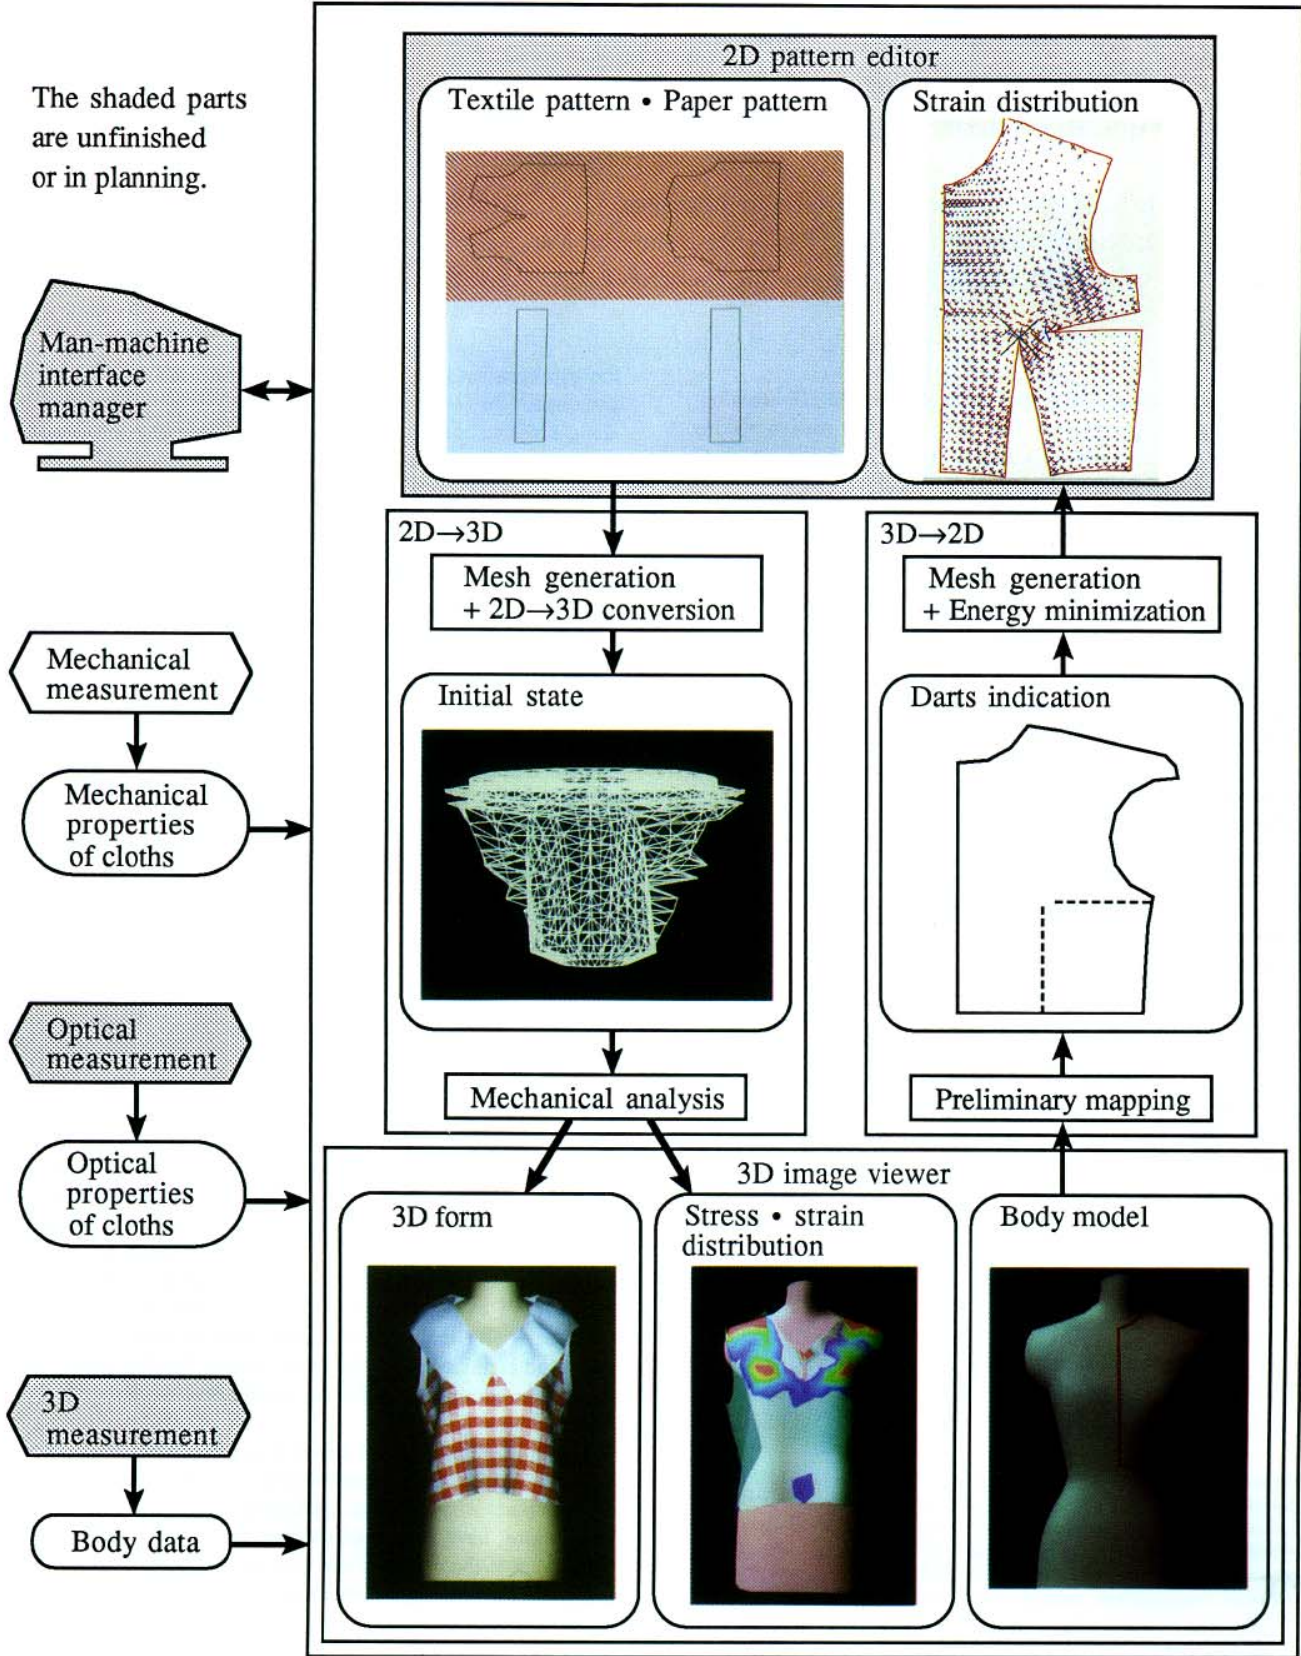 The shaded parts
are unfinished
or in planning.
Man-machine
interface
manager
Mechanical
measurement
Mechanical
properties
of cloths
Optical
measurement
Optical
properties
of cloths
3D
measurement
Body data
2D pattern editor
Textile pattern • Paper pattern
Strain distribution
2D→3D
Mesh generation
+ 2D→3D conversion
Initial state
Mechanical analysis
3D→2D
Mesh generation
+ Energy minimization
Darts indication
Preliminary mapping
3D image viewer
3D form
Stress • strain
distribution
Body model